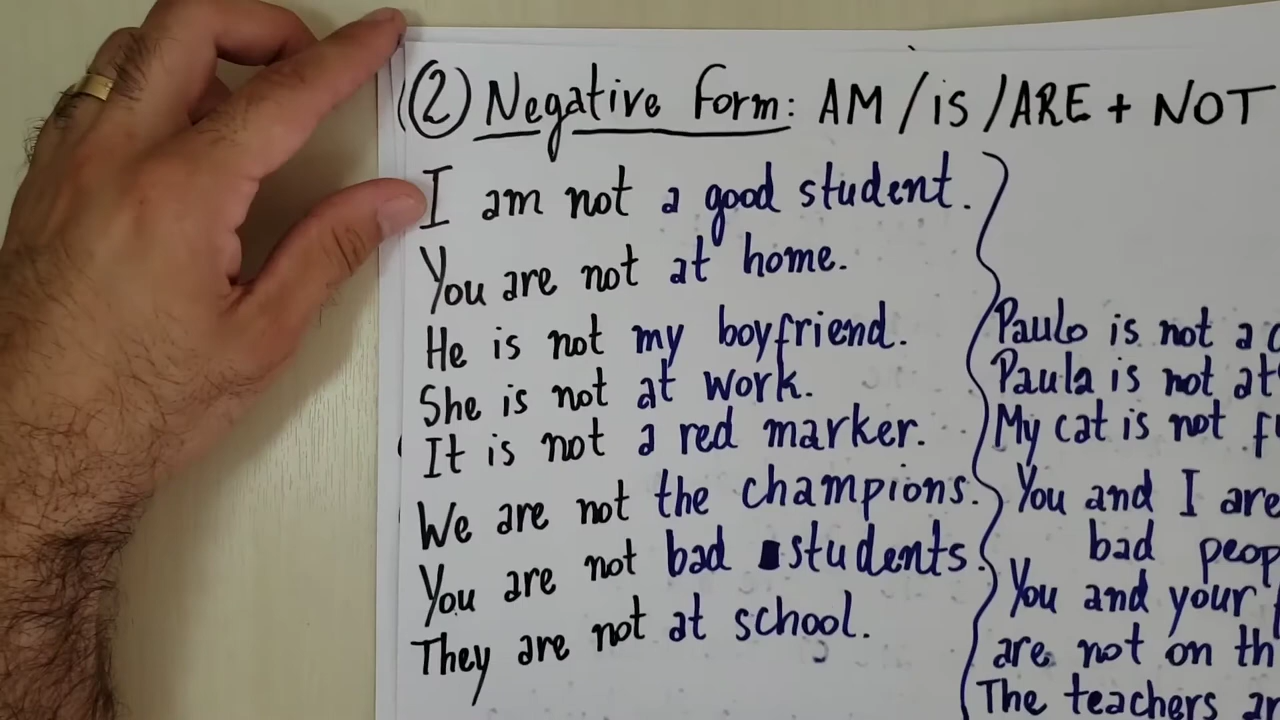 ② Negative Form: AM / iS / ARE + NOT
I am not a good student.
You are not at home.
He is not my boyfriend.
She is not at work.
It is not a red marker.
We are not the champions.
You are not bad students.
They are not at school.
Paulo is not a
Paula is not at
My cat is not
You and I are
bad
You and your
are not on
The teachers